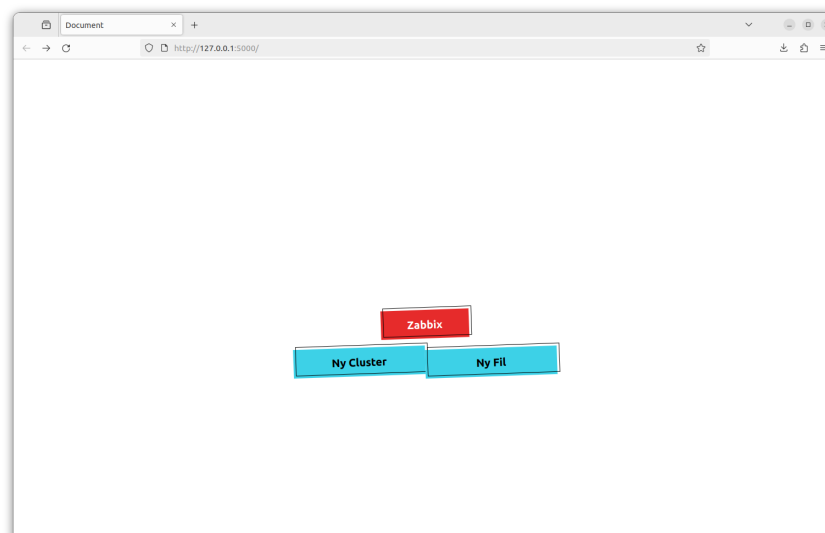 Document
http://127.0.0.1:5000/
Zabbix
Ny Cluster
Ny Fil